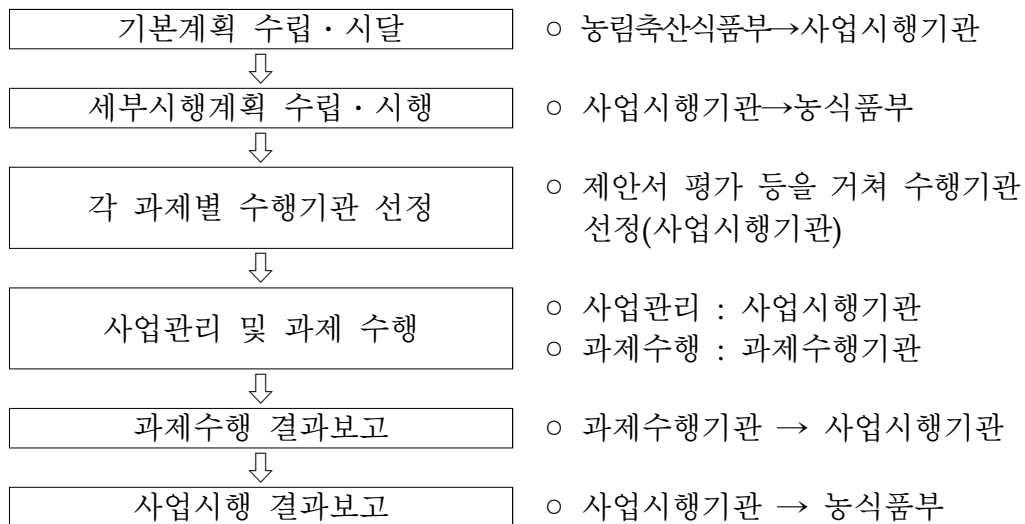 기본계획 수립·시달
○ 농림축산식품부→사업시행기관
세부시행계획 수립·시행
○ 사업시행기관→농식품부
각 과제별 수행기관 선정
○ 제안서 평가 등을 거쳐 수행기관
선정(사업시행기관)
사업관리 및 과제 수행
○ 사업관리 : 사업시행기관
○ 과제수행 : 과제수행기관
과제수행 결과보고
○ 과제수행기관 → 사업시행기관
사업시행 결과보고
○ 사업시행기관 → 농식품부